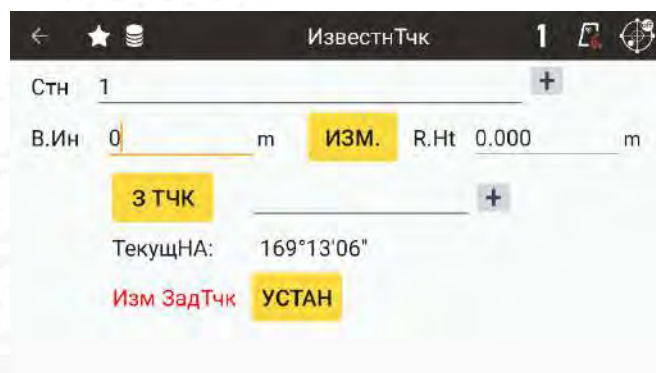 ИзвестнТчк 1
Стн 1 +
В.Ин 0 m ИЗМ. R.Ht 0.000 m
З ТЧК +
ТекущНА: 169°13'06"
Изм ЗадТчк УСТАН